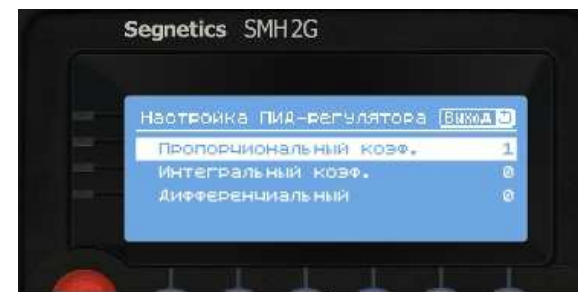 Segnetics SMH2G
Настройка ПИД-регулятора Выход
Пропорциональный коэф. 1
Интегральный коэф. 0
Дифференциальный 0